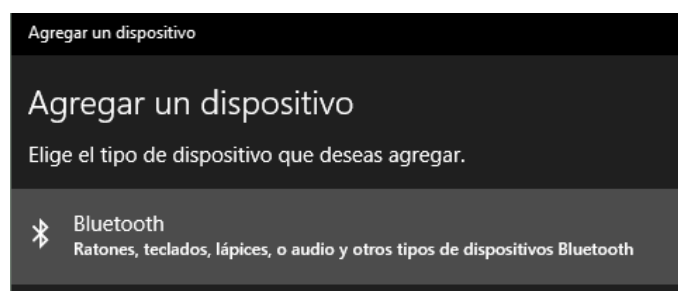 Agregar un dispositivo
Agregar un dispositivo
Elige el tipo de dispositivo que deseas agregar.
Bluetooth
Ratones, teclados, lápices, o audio y otros tipos de dispositivos Bluetooth